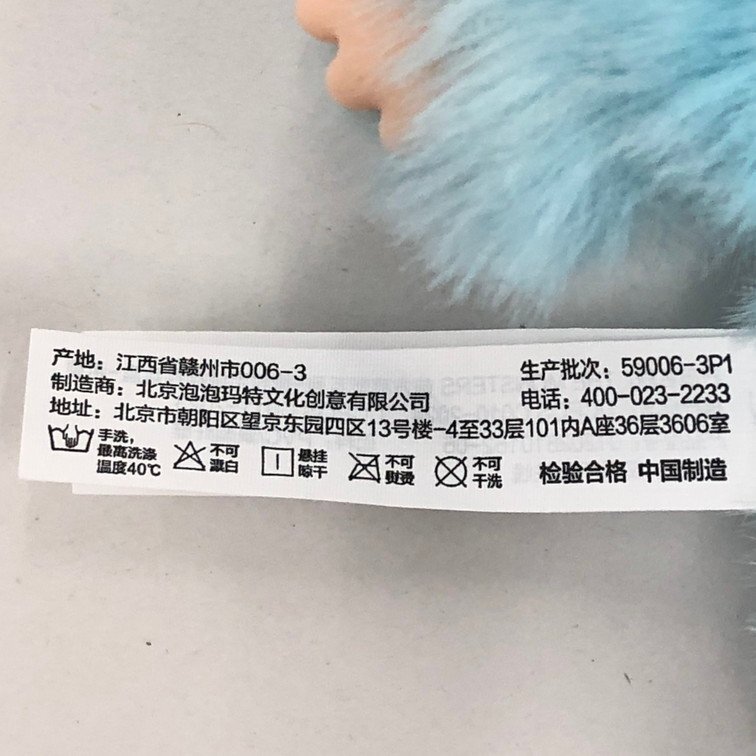 产地：江西省赣州市006-3 生产批次：59006-3P1
制造商：北京泡泡玛特文化创意有限公司 电话：400-023-2233
地址：北京市朝阳区望京东园四区13号楼-4至33层101内A座36层3606室
手洗，
最高洗涤
温度40℃
不可
漂白
悬挂
晾干
不可
熨烫
不可
干洗
检验合格 中国制造